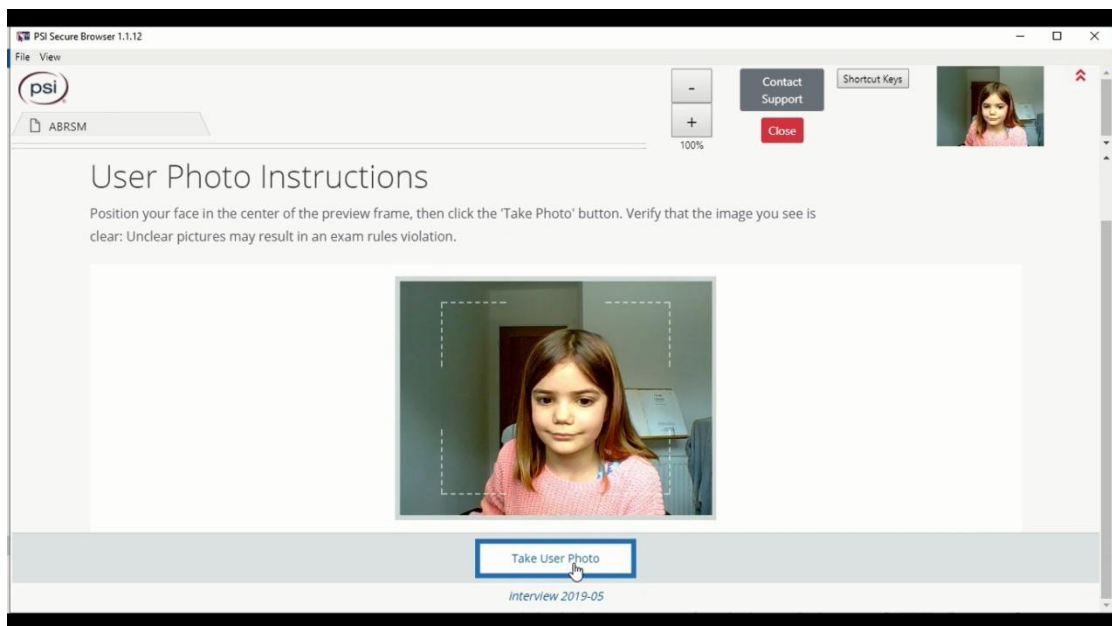 PSI Secure Browser 1.1.12
File View
psi
-
Contact
Support
Shortcut Keys
ABRSM
+
Close
100%
User Photo Instructions
Position your face in the center of the preview frame, then click the 'Take Photo' button. Verify that the image you see is
clear: Unclear pictures may result in an exam rules violation.
Take User Photo
interview 2019-05